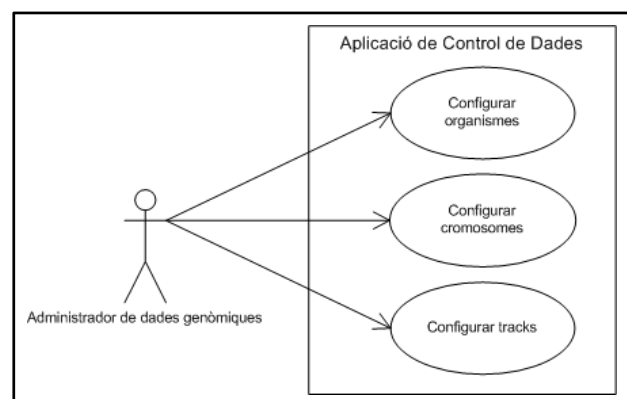 Aplicació de Control de Dades
Configurar
organismes
Configurar
cromosomes
Administrador de dades genòmiques
Configurar tracks